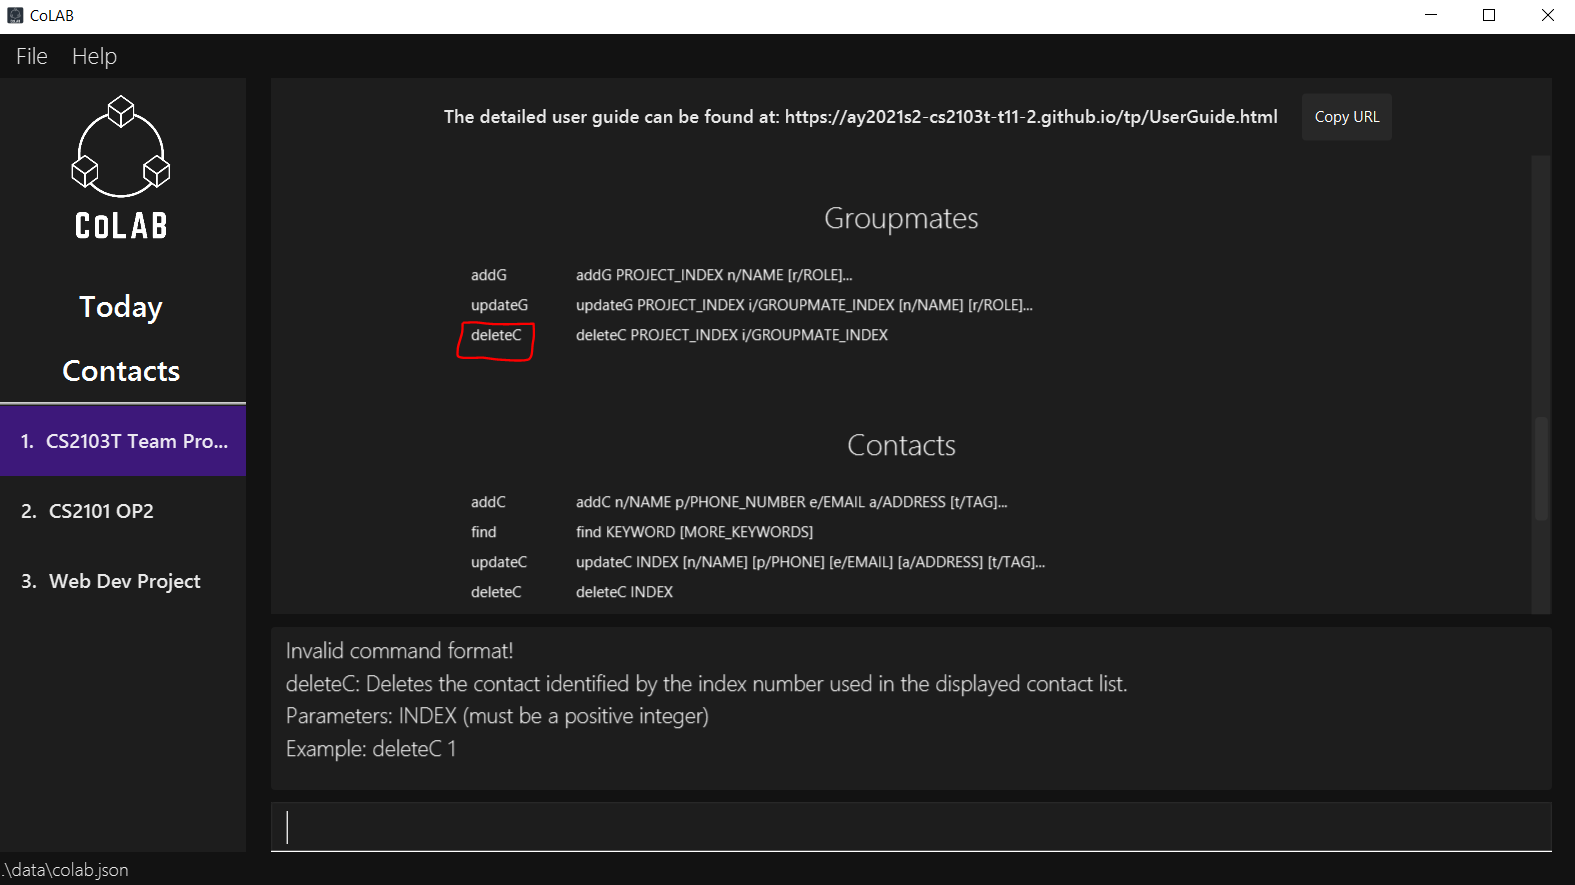 CoLAB
File Help
CoLAB
Today
Contacts
1. CS2103T Team Pro...
2. CS2101 OP2
3. Web Dev Project
The detailed user guide can be found at: https://ay2021s2-cs2103t-t11-2.github.io/tp/UserGuide.html Copy URL
Groupmates
addG addG PROJECT_INDEX n/NAME [r/ROLE]...
updateG updateG PROJECT_INDEX i/GROUPMATE_INDEX [n/NAME] [r/ROLE]...
deleteC deleteC PROJECT_INDEX i/GROUPMATE_INDEX
Contacts
addC addC n/NAME p/PHONE_NUMBER e/EMAIL a/ADDRESS [t/TAG]...
find find KEYWORD [MORE_KEYWORDS]
updateC updateC INDEX [n/NAME] [p/PHONE] [e/EMAIL] [a/ADDRESS] [t/TAG]...
deleteC deleteC INDEX
Invalid command format!
deleteC: Deletes the contact identified by the index number used in the displayed contact list.
Parameters: INDEX (must be a positive integer)
Example: deleteC 1
.\data\colab.json